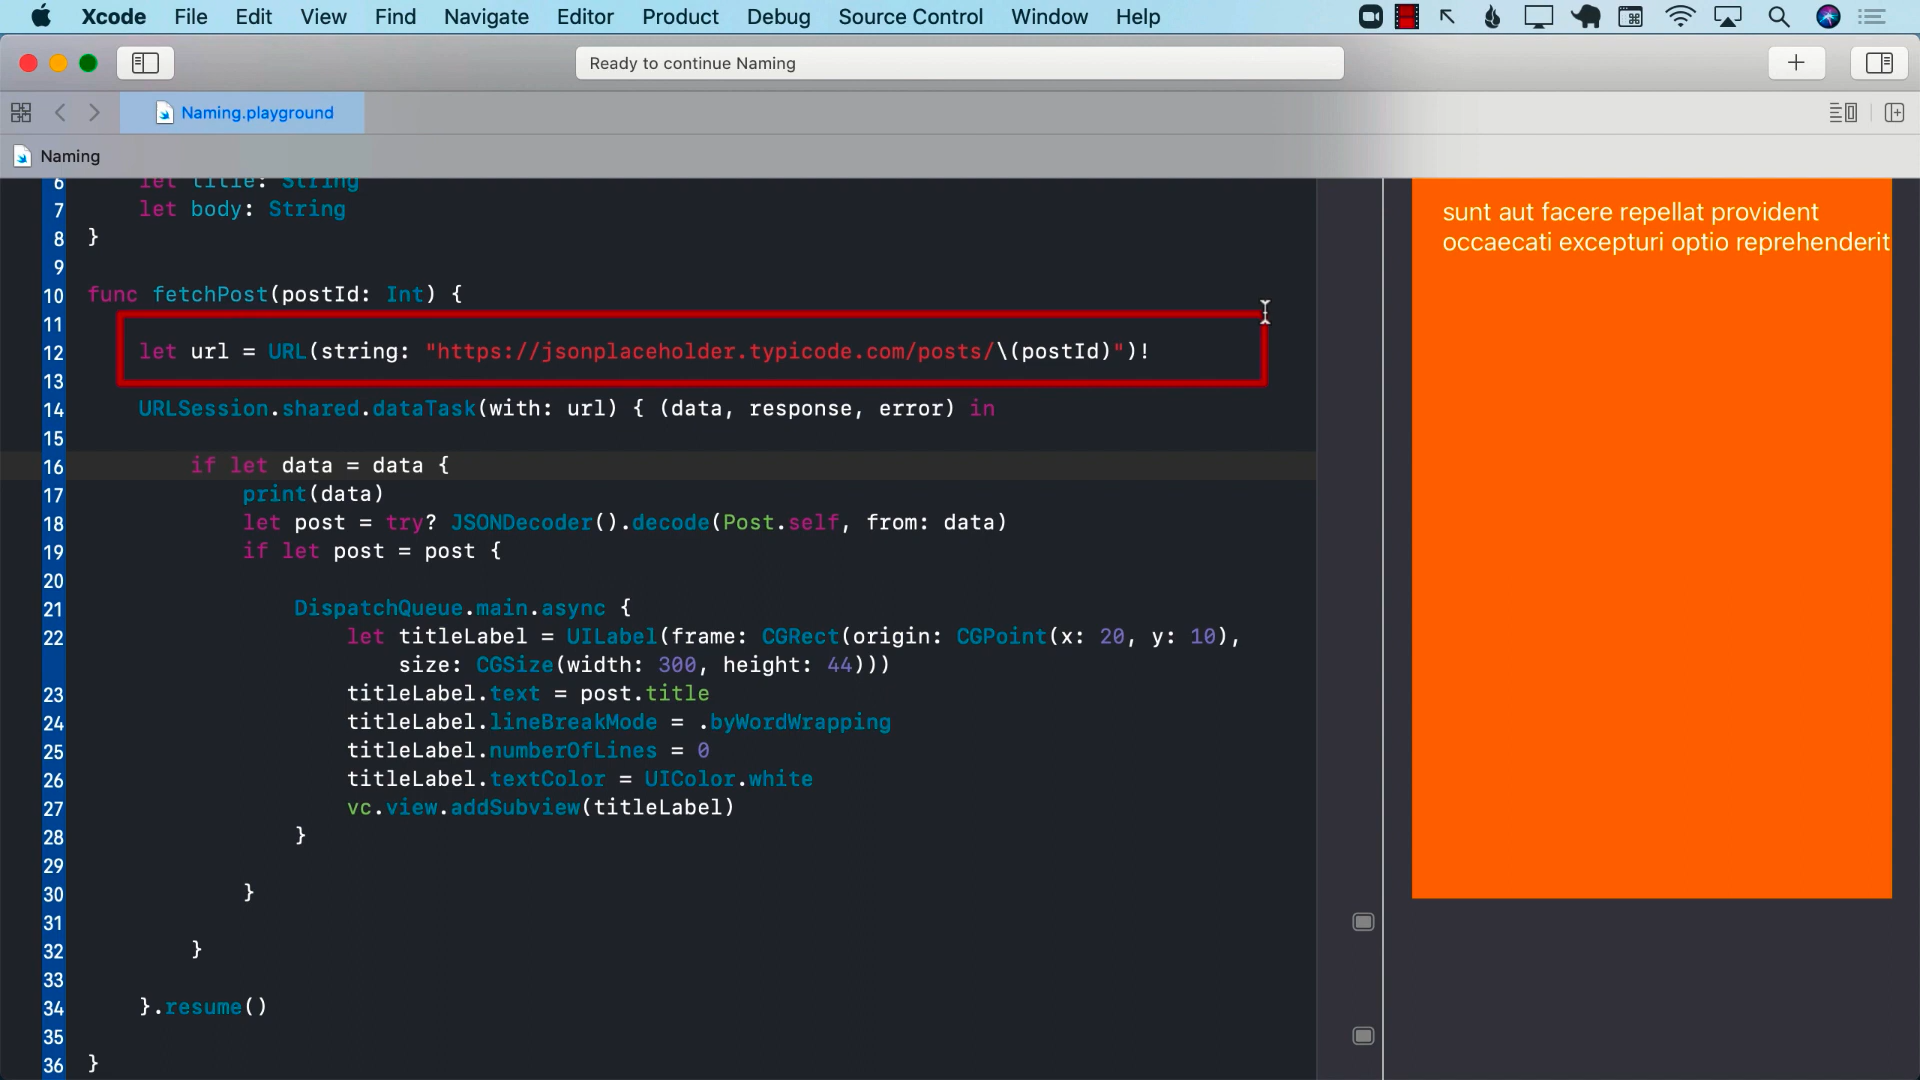 Xcode File Edit View Find Navigate Editor Product Debug Source Control Window Help
Ready to continue Naming
Naming.playground
Naming
6 let title: String
7 let body: String
8 }
9
10 func fetchPost(postId: Int) {
11
12 let url = URL(string: "https://jsonplaceholder.typicode.com/posts/\(postId)")!
13
14 URLSession.shared.dataTask(with: url) { (data, response, error) in
15
16 if let data = data {
17 print(data)
18 let post = try? JSONDecoder().decode(Post.self, from: data)
19 if let post = post {
20
21 DispatchQueue.main.async {
22 let titleLabel = UILabel(frame: CGRect(origin: CGPoint(x: 20, y: 10),
size: CGSize(width: 300, height: 44)))
23 titleLabel.text = post.title
24 titleLabel.lineBreakMode = .byWordWrapping
25 titleLabel.numberOfLines = 0
26 titleLabel.textColor = UIColor.white
27 vc.view.addSubview(titleLabel)
28 }
29
30 }
31
32 }
33
34 }.resume()
35
36 }
sunt aut facere repellat provident
occaecati excepturi optio reprehenderit